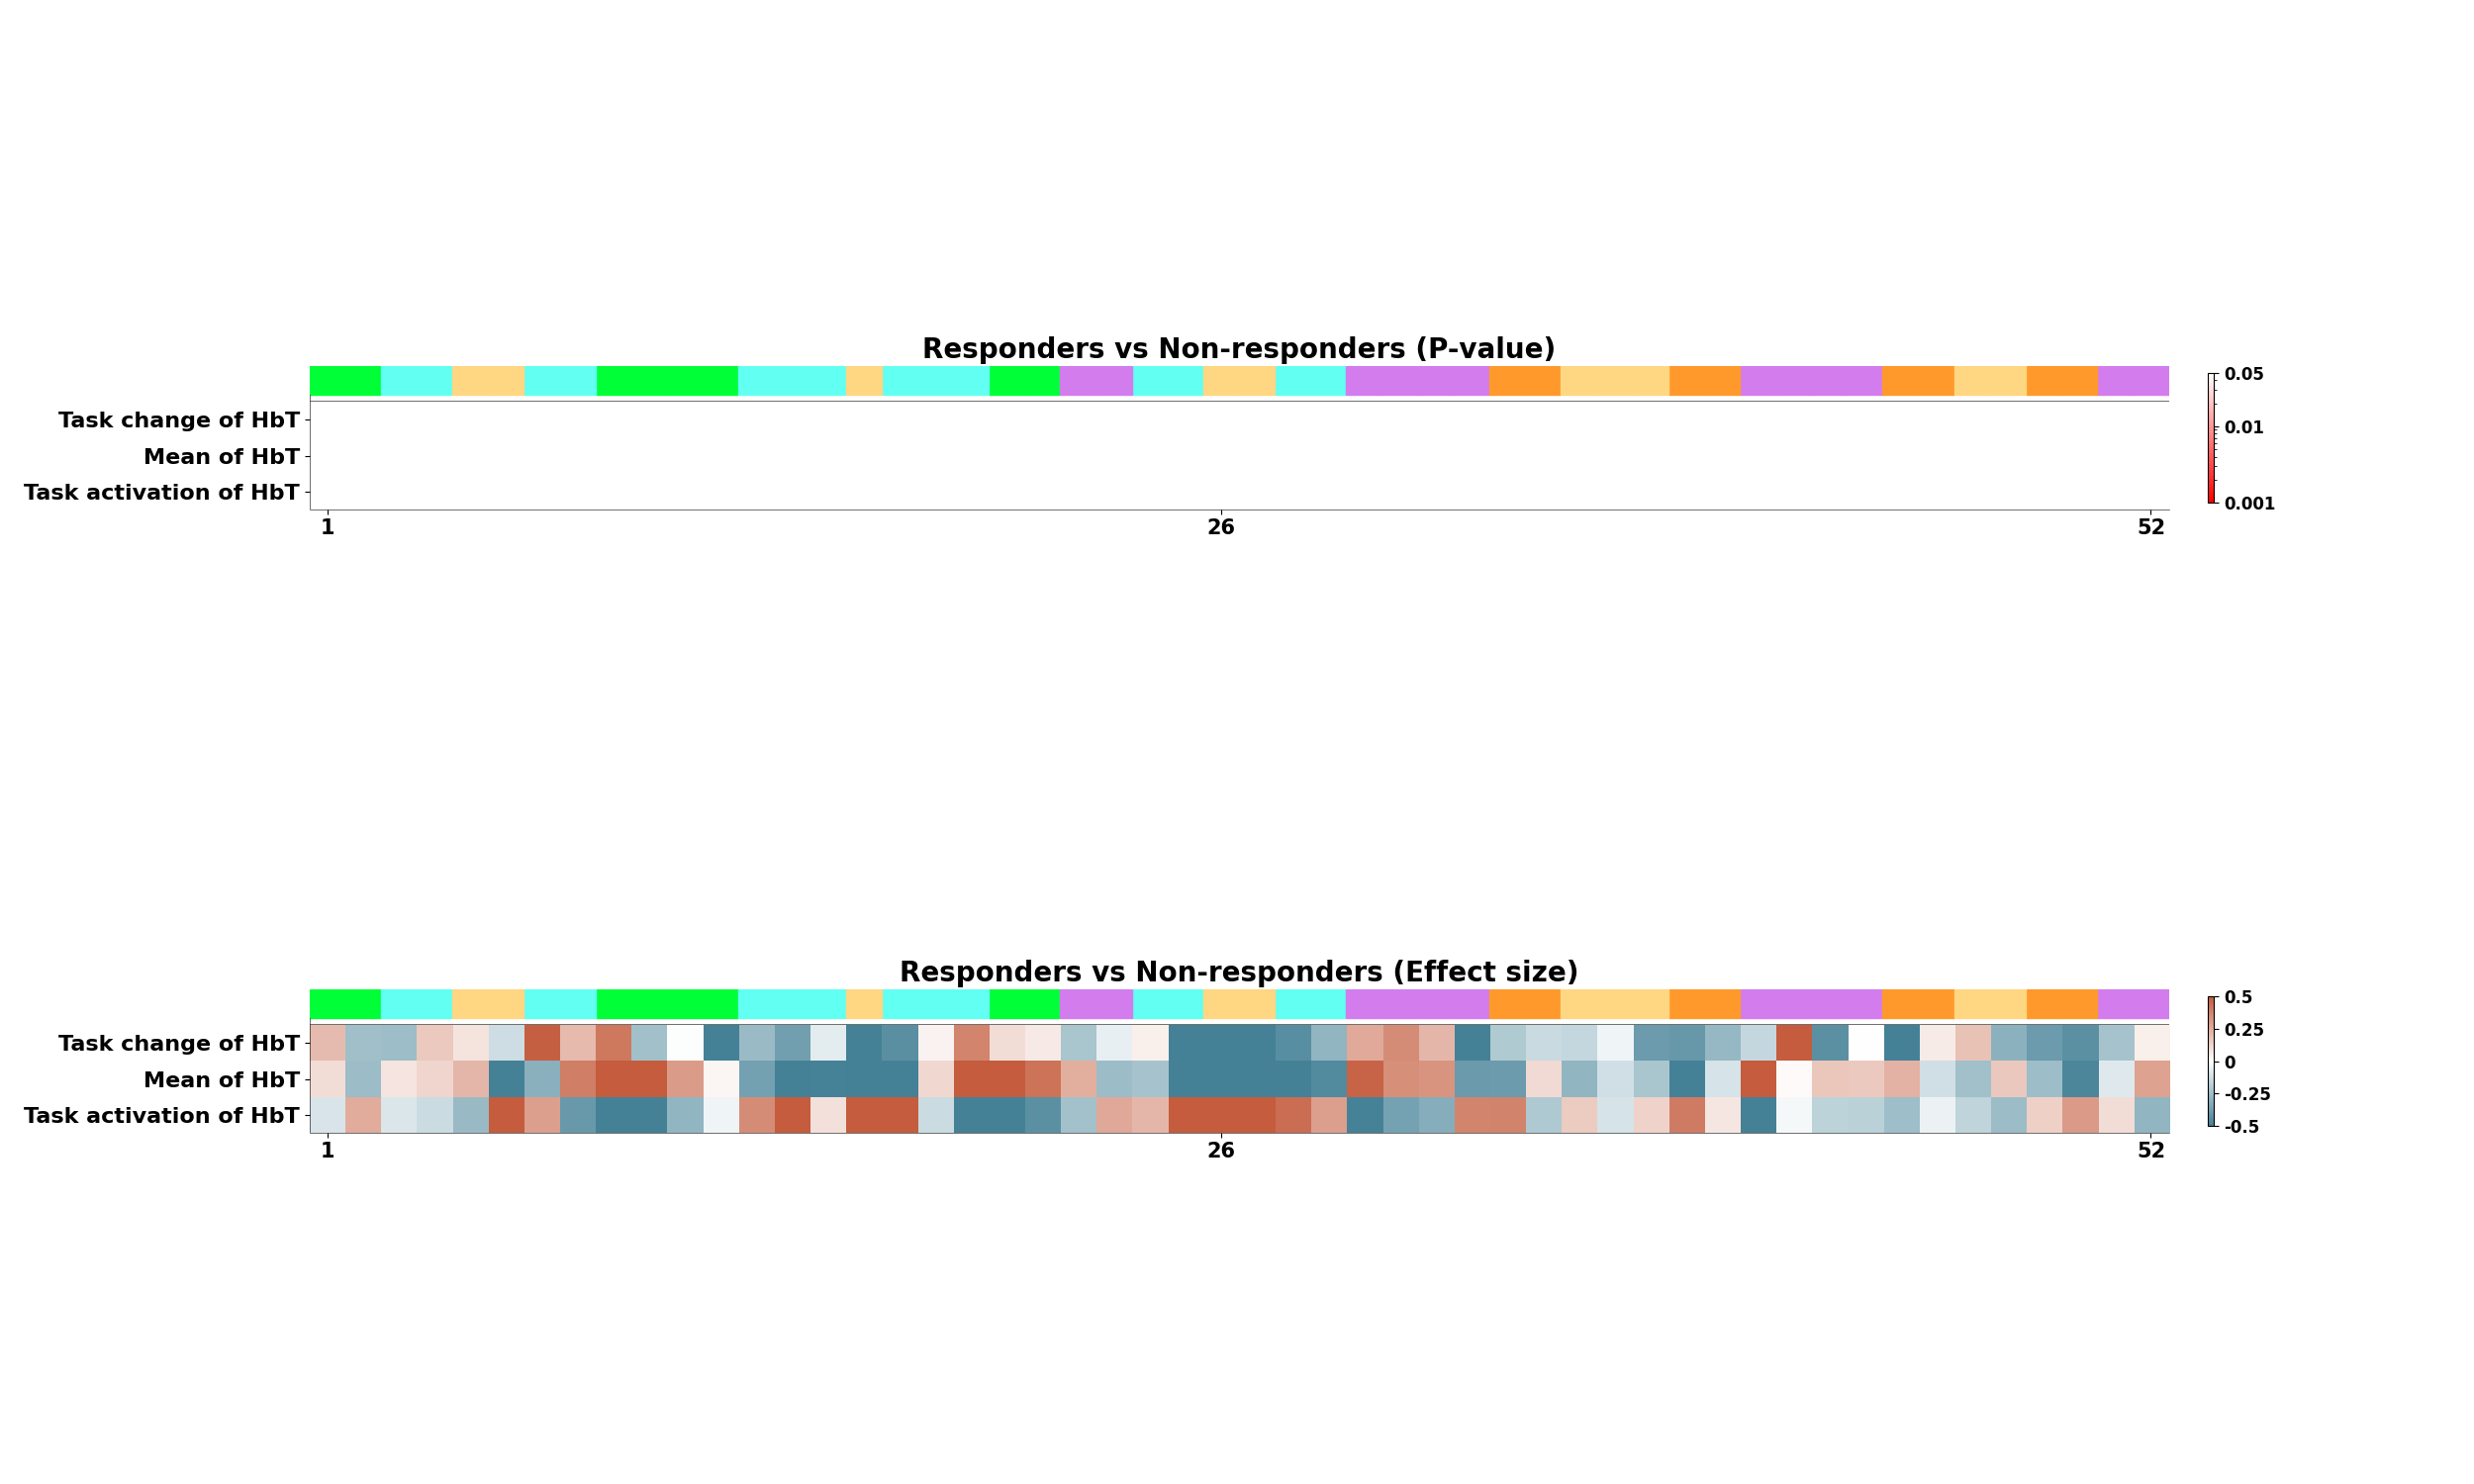 Responders vs Non-responders (P-value)
Task change of HbT
Mean of HbT
Task activation of HbT
1 26 52
0.05
0.01
0.001
Responders vs Non-responders (Effect size)
Task change of HbT
Mean of HbT
Task activation of HbT
1 26 52
0.5
0.25
0
-0.25
-0.5